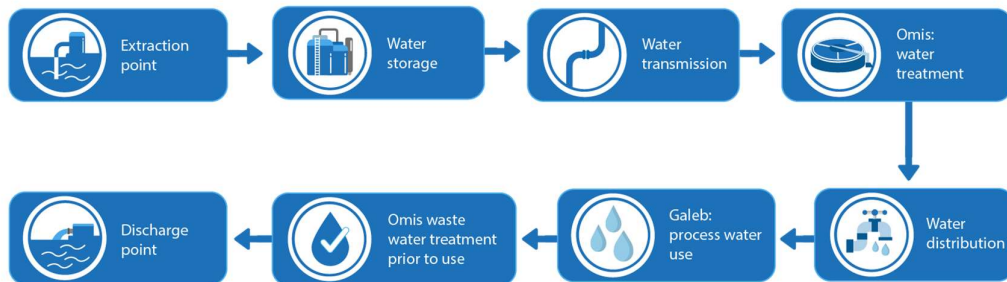 Extraction
point
Water
storage
Water
transmission
Omis:
water
treatment
Water
distribution
Galeb:
process water
use
Omis waste
water treatment
prior to use
Discharge
point